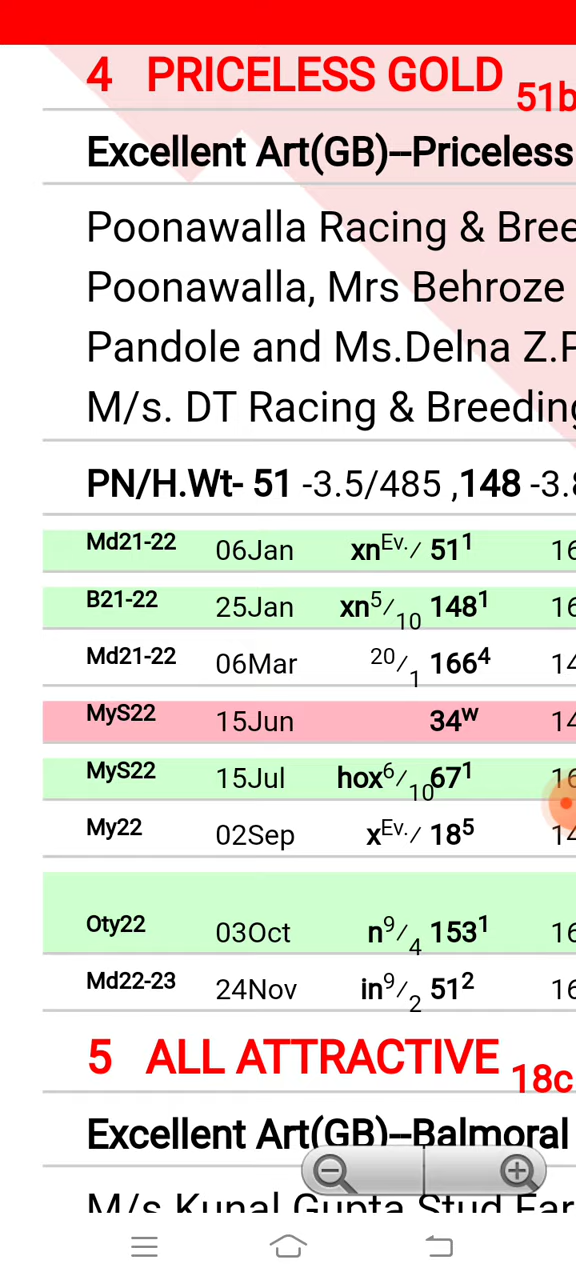 4 PRICELESS GOLD 51b
Excellent Art(GB)--Priceless
Poonawalla Racing & Bree
Poonawalla, Mrs Behroze
Pandole and Ms.Delna Z.P
M/s. DT Racing & Breeding
PN/H.Wt- 51 -3.5/485 ,148 -3.8
Md21-22 06Jan xnEv./ 51¹ 16
B21-22 25Jan xn5/10 148¹ 16
Md21-22 06Mar 20/1 166⁴ 14
MyS22 15Jun 34ʷ 14
MyS22 15Jul hox6/10 67¹ 16
My22 02Sep xEv./ 18⁵ 14
Oty22 03Oct n9/4 153¹ 16
Md22-23 24Nov in9/2 51² 16
5 ALL ATTRACTIVE 18c
Excellent Art(GB)--Balmoral
M/s Kunal Gupta Stud Far